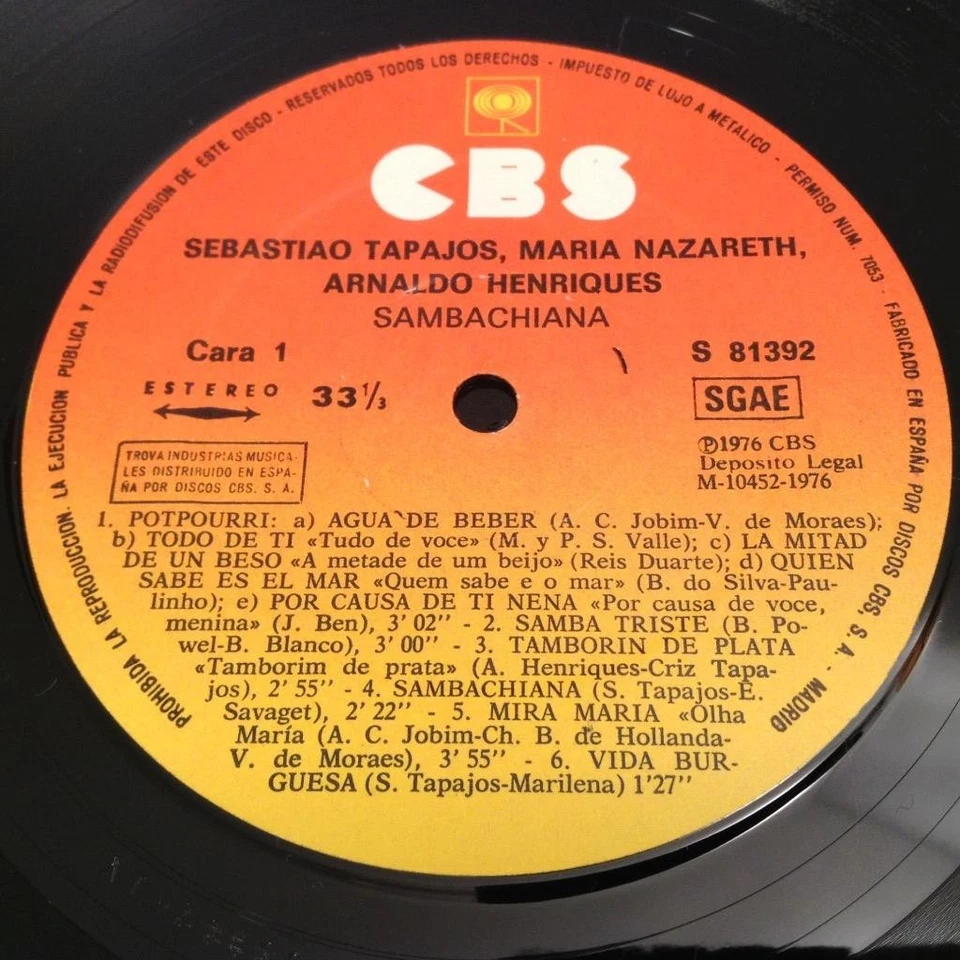 PROHIBIDA LA REPRODUCCION. LA EJECUCION PUBLICA Y LA RADIODIFUSION DE ESTE DISCO - RESERVADOS TODOS LOS DERECHOS - IMPUESTO DE LUJO A METALICO - PERMISO NUM. 7053 - FABRICADO EN ESPAÑA POR DISCOS CBS. S. A. - MADRID
CBS
SEBASTIAO TAPAJOS, MARIA NAZARETH,
ARNALDO HENRIQUES
SAMBACHIANA
Cara 1
S 81392
ESTEREO
33 1/3
SGAE
TROVA INDUSTRIAS MUSICA-
LES DISTRIBUIDO EN ESPA-
ÑA POR DISCOS CBS. S. A.
Ⓟ1976 CBS
Deposito Legal
M-10452-1976
1. POTPOURRI: a) AGUA DE BEBER (A. C. Jobim-V. de Moraes);
b) TODO DE TI «Tudo de voce» (M. y P. S. Valle); c) LA MITAD
DE UN BESO «A metade de um beijo» (Reis Duarte); d) QUIEN
SABE ES EL MAR «Quem sabe e o mar» (B. do Silva-Pau-
linho); e) POR CAUSA DE TI NENA «Por causa de voce,
menina» (J. Ben), 3' 02'' - 2. SAMBA TRISTE (B. Po-
wel-B. Blanco), 3' 00'' - 3. TAMBORIN DE PLATA
«Tamborim de prata» (A. Henriques-Criz Tapa-
jos), 2' 55'' - 4. SAMBACHIANA (S. Tapajos-E.
Savaget), 2' 22'' - 5. MIRA MARIA «Olha
María (A. C. Jobim-Ch. B. de Hollanda-
V. de Moraes), 3' 55'' - 6. VIDA BUR-
GUESA (S. Tapajos-Marilena) 1'27''